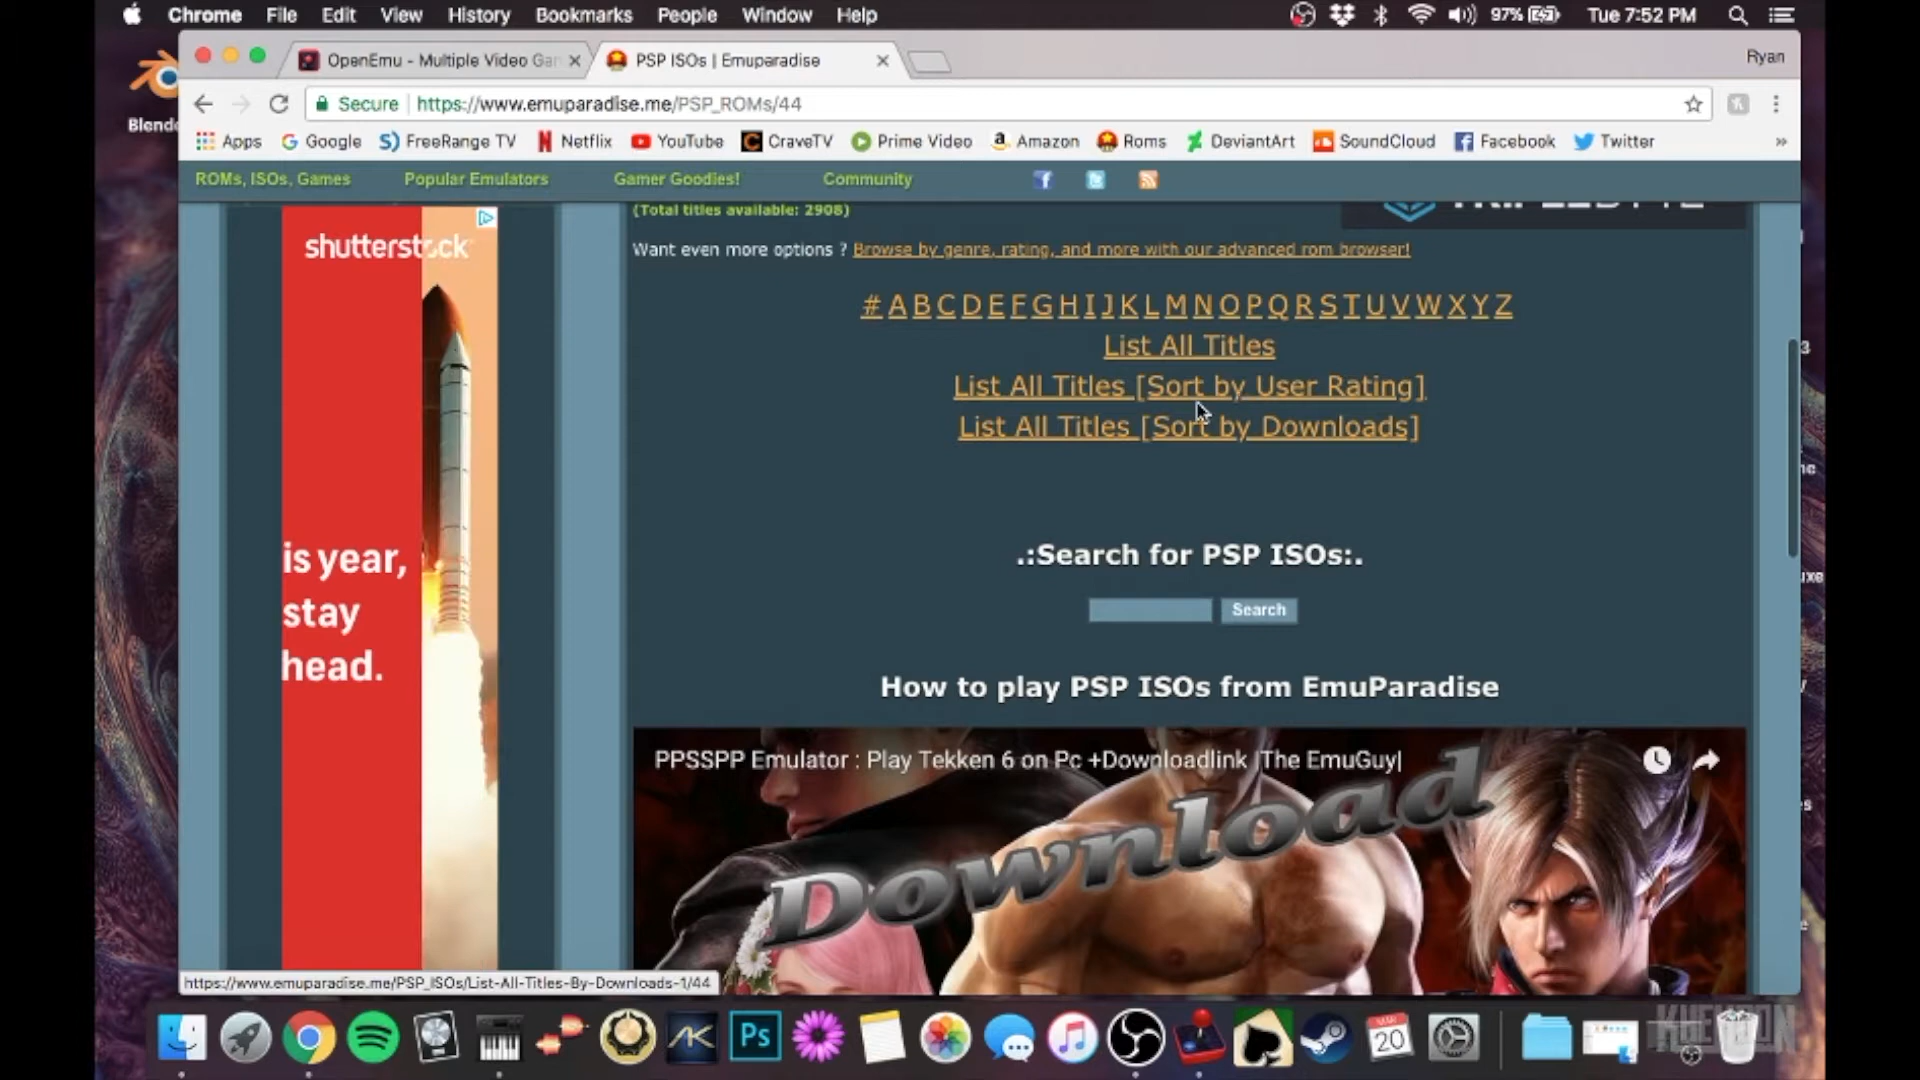 Chrome File Edit View History Bookmarks People Window Help 97% Tue 7:52 PM
OpenEmu - Multiple Video Gan
PSP ISOs | Emuparadise
Ryan
Secure https://www.emuparadise.me/PSP_ROMs/44
Apps Google FreeRange TV Netflix YouTube CraveTV Prime Video Amazon Roms DeviantArt SoundCloud Facebook Twitter »
ROMs, ISOs, Games Popular Emulators Gamer Goodies! Community
Blende
(Total titles available: 2908)
Want even more options ? Browse by genre, rating, and more with our advanced rom browser!
# A B C D E F G H I J K L M N O P Q R S T U V W X Y Z
List All Titles
List All Titles [Sort by User Rating]
List All Titles [Sort by Downloads]
shutterstock
is year,
stay
head.
.:Search for PSP ISOs:.
Search
How to play PSP ISOs from EmuParadise
PPSSPP Emulator : Play Tekken 6 on Pc +Downloadlink |The EmuGuy|
Download
https://www.emuparadise.me/PSP_ISOs/List-All-Titles-By-Downloads-1/44
Ps
MAR
20